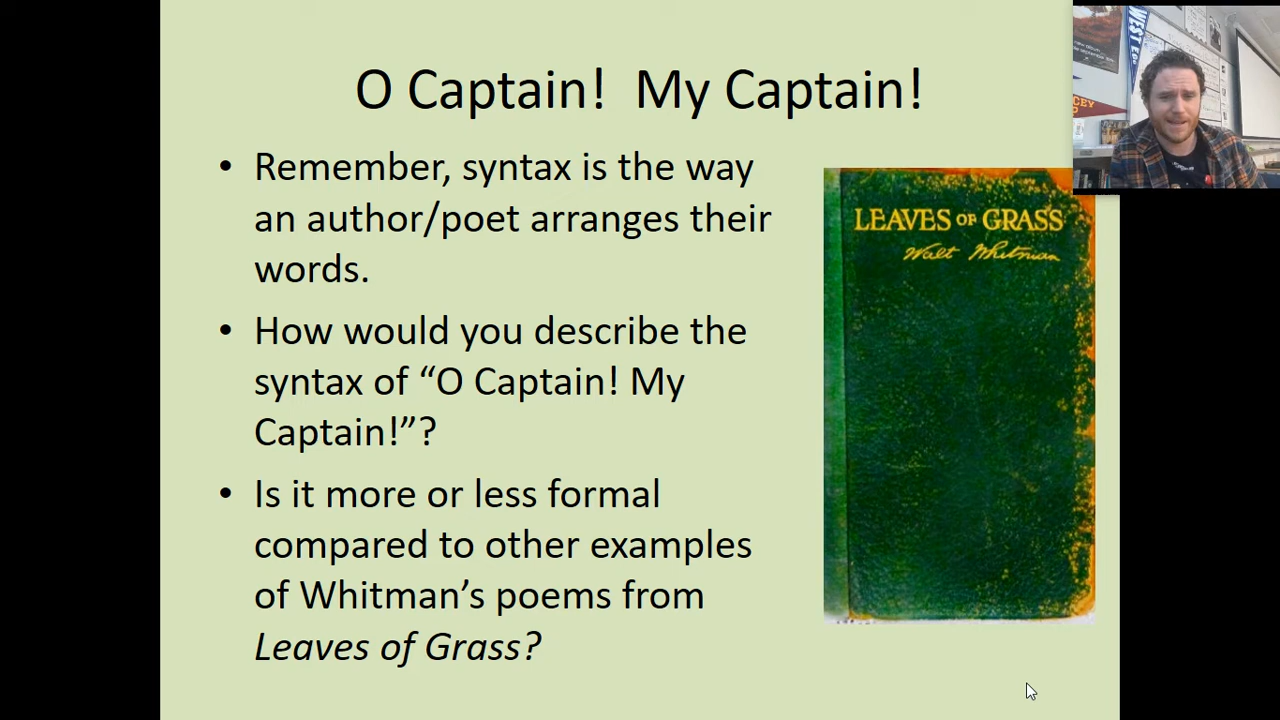 O Captain!  My Captain!
• Remember, syntax is the way
an author/poet arranges their
words.
• How would you describe the
syntax of “O Captain! My
Captain!”?
• Is it more or less formal
compared to other examples
of Whitman’s poems from
Leaves of Grass?
LEAVES OF GRASS
Walt Whitman
WEST